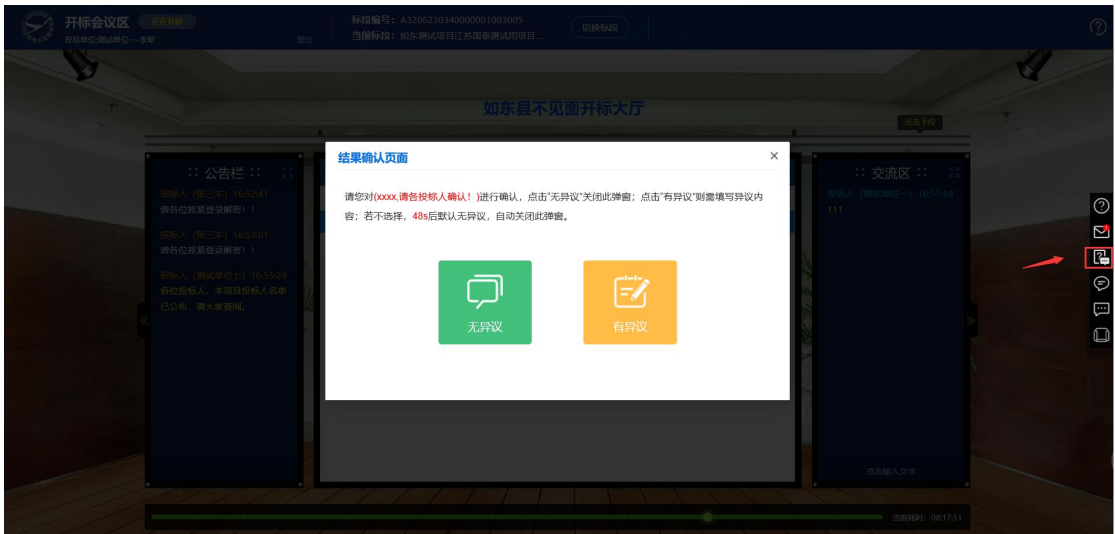 开标会议区 正在开标
投标单位:测试单位一-李斯
标段编号：A3206230340000001003005
当前标段：如东测试项目江苏国泰测试用项目...
切换标段
如东县不见面开标大厅
点击下拉
:: 公告栏 ::
招标人（张三丰）16:52:41
请各位抓紧登录解密！！
招标人（张三丰）16:53:01
请各位抓紧登录解密！！
招标人（测试单位七）16:55:29
各位投标人，本项目投标人名单
已公布，请大家查阅。
结果确认页面
请您对(xxxx,请各投标人确认！)进行确认，点击"无异议"关闭此弹窗；点击"有异议"则需填写异议内
容；若不选择，48s后默认无异议，自动关闭此弹窗。
无异议
有异议
:: 交流区 ::
投标人（测试单位一）16:55:54
111
点击输入文字
当前耗时：08:17:51